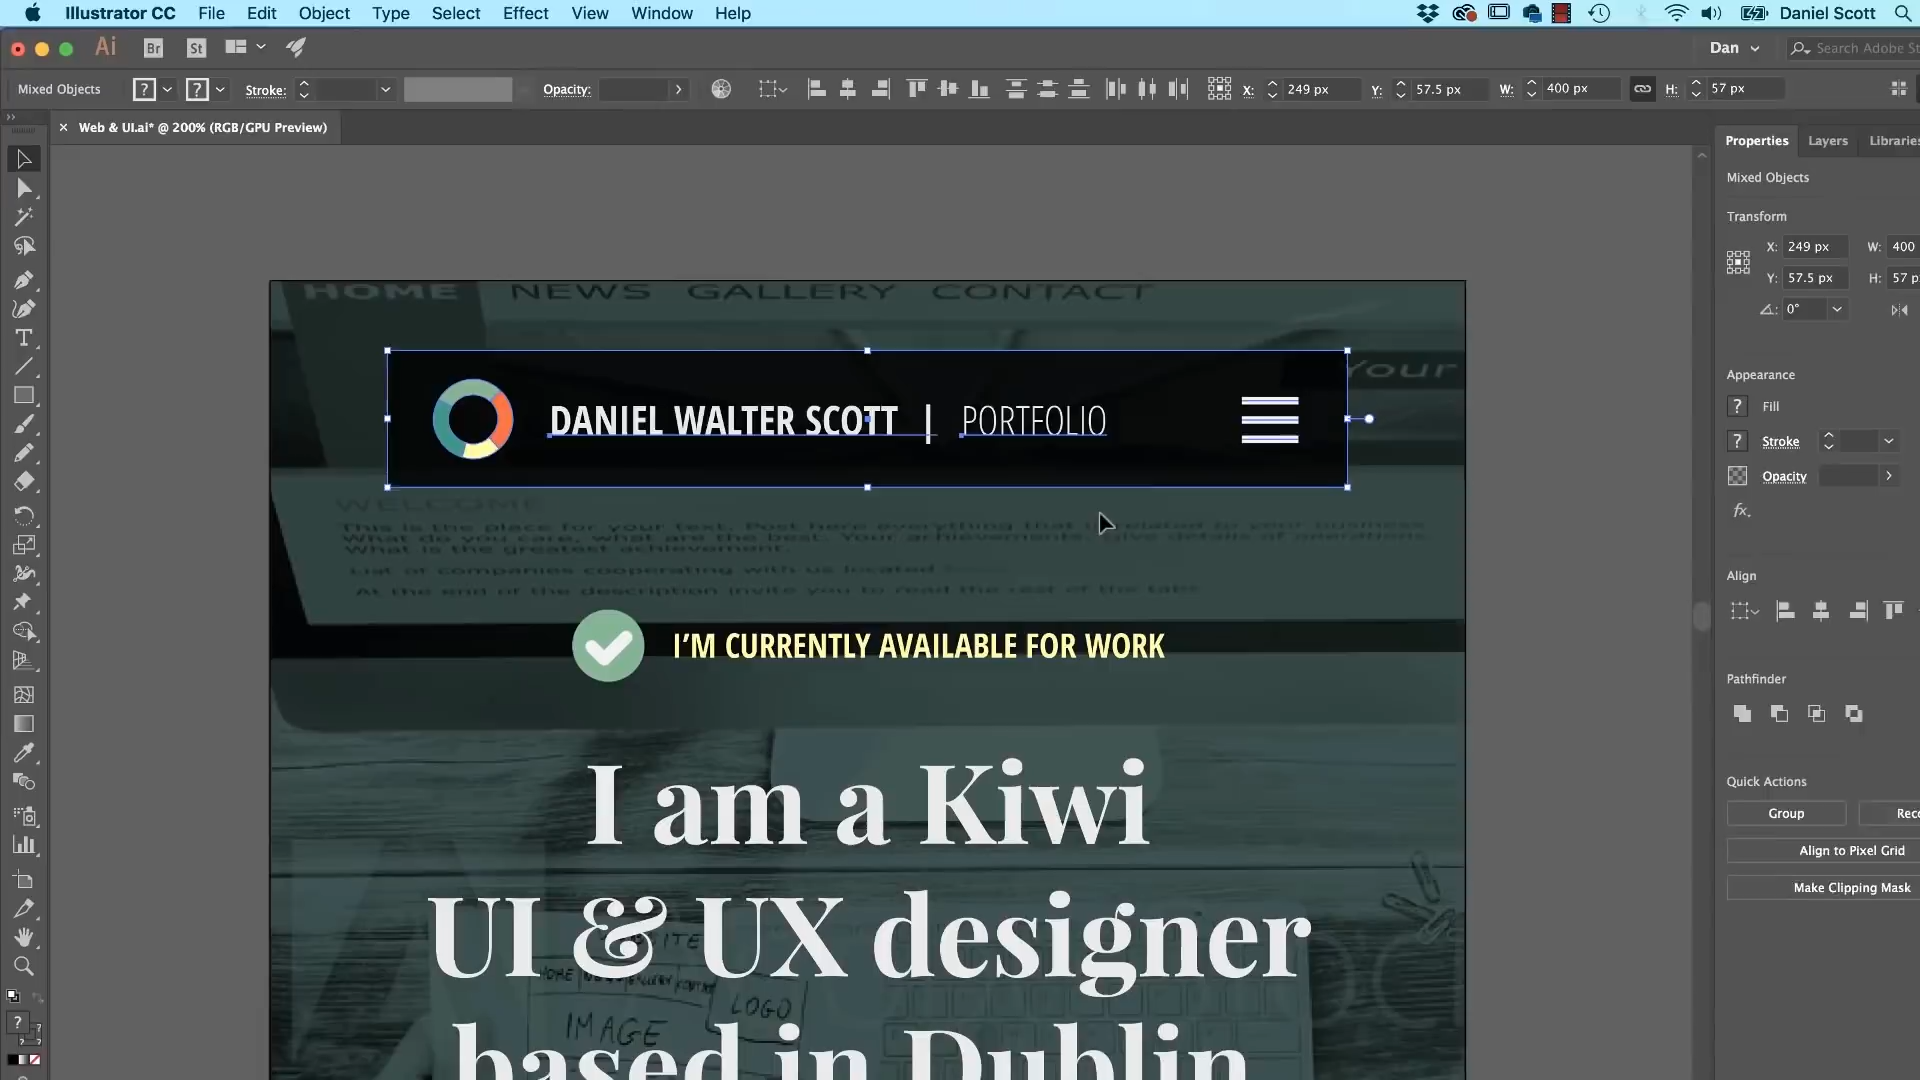 Illustrator CC File Edit Object Type Select Effect View Window Help Daniel Scott
Ai Br St Dan Search Adobe St
Mixed Objects ? ? Stroke: Opacity: X: 249 px Y: 57.5 px W: 400 px H: 57 px
Web & UI.ai* @ 200% (RGB/GPU Preview)
Properties Layers Libraries
Mixed Objects
Transform
X: 249 px W: 400
Y: 57.5 px H: 57 p
0°
Appearance
? Fill
? Stroke
Opacity
fx.
Align
Pathfinder
Quick Actions
Group Reco
Align to Pixel Grid
Make Clipping Mask
HOME NEWS GALLERY CONTACT
Your
DANIEL WALTER SCOTT | PORTFOLIO
WELCOME
This is the place for your text. Post here everything that related to your business
What do you care, what are the best. Your achievements. Give details of operations
What is the greatest achievement.
List of companies cooperating with us located
At the end of the description invite you to read the rest of the tabs
I’M CURRENTLY AVAILABLE FOR WORK
I am a Kiwi
UI & UX designer
based in Dublin
LOGO
IMAGE